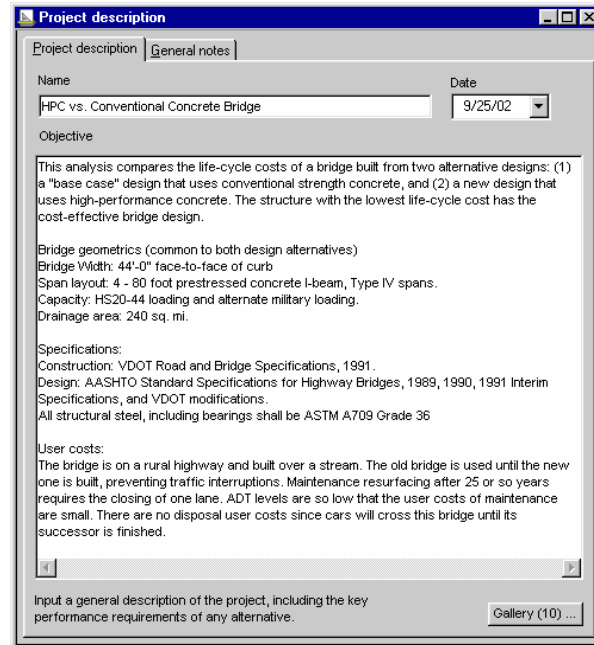 Project description
Project description
General notes
Name
Date
HPC vs. Conventional Concrete Bridge
9/25/02
Objective
This analysis compares the life-cycle costs of a bridge built from two alternative designs: (1)
a "base case" design that uses conventional strength concrete, and (2) a new design that
uses high-performance concrete. The structure with the lowest life-cycle cost has the
cost-effective bridge design.
Bridge geometrics (common to both design alternatives)
Bridge Width: 44'-0" face-to-face of curb
Span layout: 4 - 80 foot prestressed concrete I-beam, Type IV spans.
Capacity: HS20-44 loading and alternate military loading.
Drainage area: 240 sq. mi.
Specifications:
Construction: VDOT Road and Bridge Specifications, 1991.
Design: AASHTO Standard Specifications for Highway Bridges, 1989, 1990, 1991 Interim
Specifications, and VDOT modifications.
All structural steel, including bearings shall be ASTM A709 Grade 36
User costs:
The bridge is on a rural highway and built over a stream. The old bridge is used until the new
one is built, preventing traffic interruptions. Maintenance resurfacing after 25 or so years
requires the closing of one lane. ADT levels are so low that the user costs of maintenance
are small. There are no disposal user costs since cars will cross this bridge until its
successor is finished.
Input a general description of the project, including the key
performance requirements of any alternative.
Gallery (10) ...